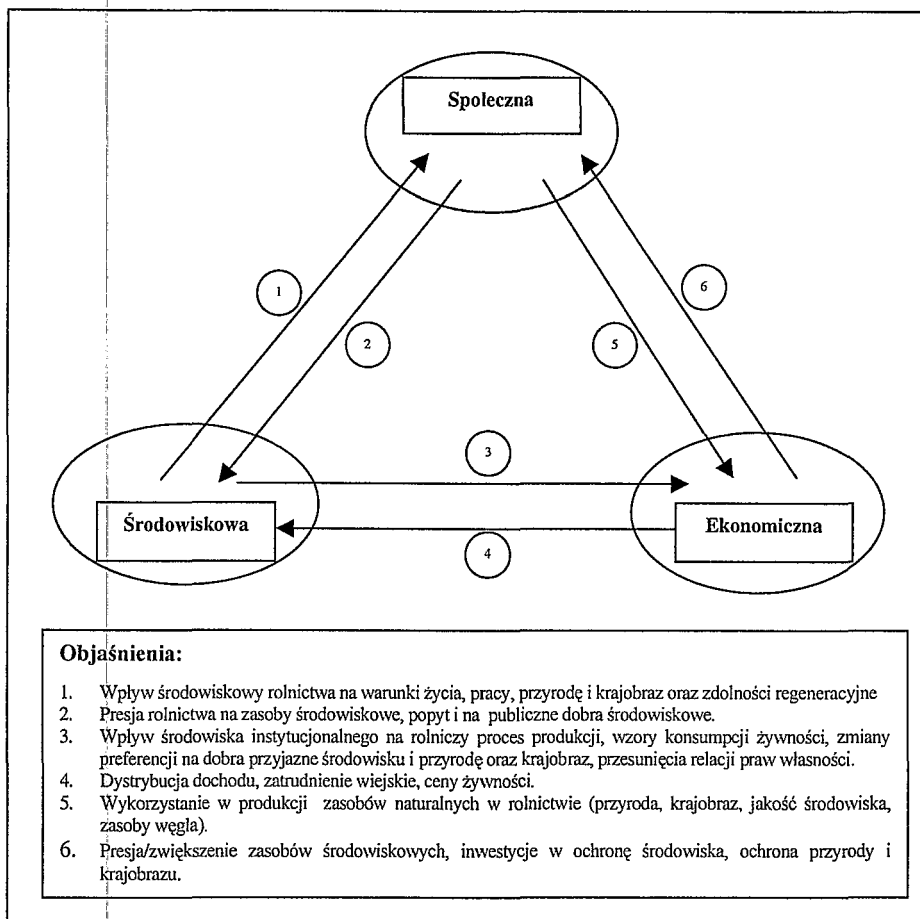 Społeczna
1
6
2
5
3
Środowiskowa
Ekonomiczna
4
Objaśnienia:
1. Wpływ środowiskowy rolnictwa na warunki życia, pracy, przyrodę i krajobraz oraz zdolności regeneracyjne
2. Presja rolnictwa na zasoby środowiskowe, popyt i na publiczne dobra środowiskowe.
3. Wpływ środowiska instytucjonalnego na rolniczy proces produkcji, wzory konsumpcji żywności, zmiany
preferencji na dobra przyjazne środowisku i przyrodę oraz krajobraz, przesunięcia relacji praw własności.
4. Dystrybucja dochodu, zatrudnienie wiejskie, ceny żywności.
5. Wykorzystanie w produkcji zasobów naturalnych w rolnictwie (przyroda, krajobraz, jakość środowiska,
zasoby węgla).
6. Presja/zwiększenie zasobów środowiskowych, inwestycje w ochronę środowiska, ochrona przyrody i
krajobrazu.